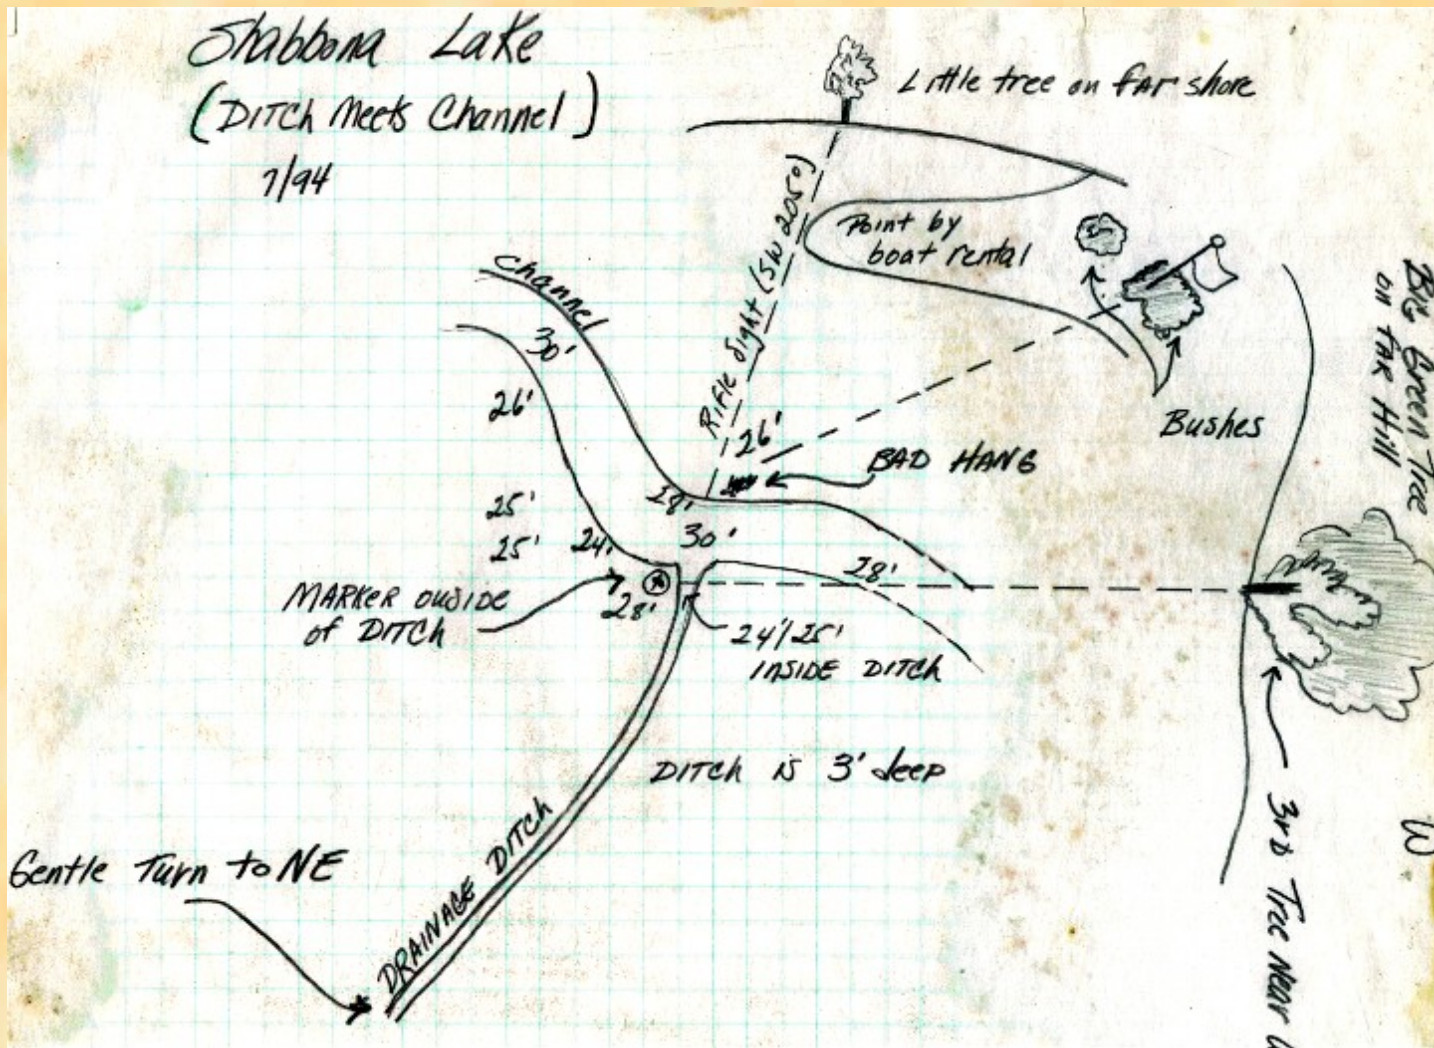 Shabbona Lake
(DITCH Meets Channel)
7/94
Little tree on far shore
Rifle Sight (SW 205°)
Point by
boat rental
Channel
30'
26'
26'
BAD HANG
Bushes
Big Green Tree
on FAR Hill
25'
28'
25'
24'
30'
28'
MARKER OUSIDE
of DITCH
28'
24'/25'
INSIDE DITCH
DITCH is 3' deep
Gentle Turn to NE
DRAINAGE DITCH
3rd Tree Near
W